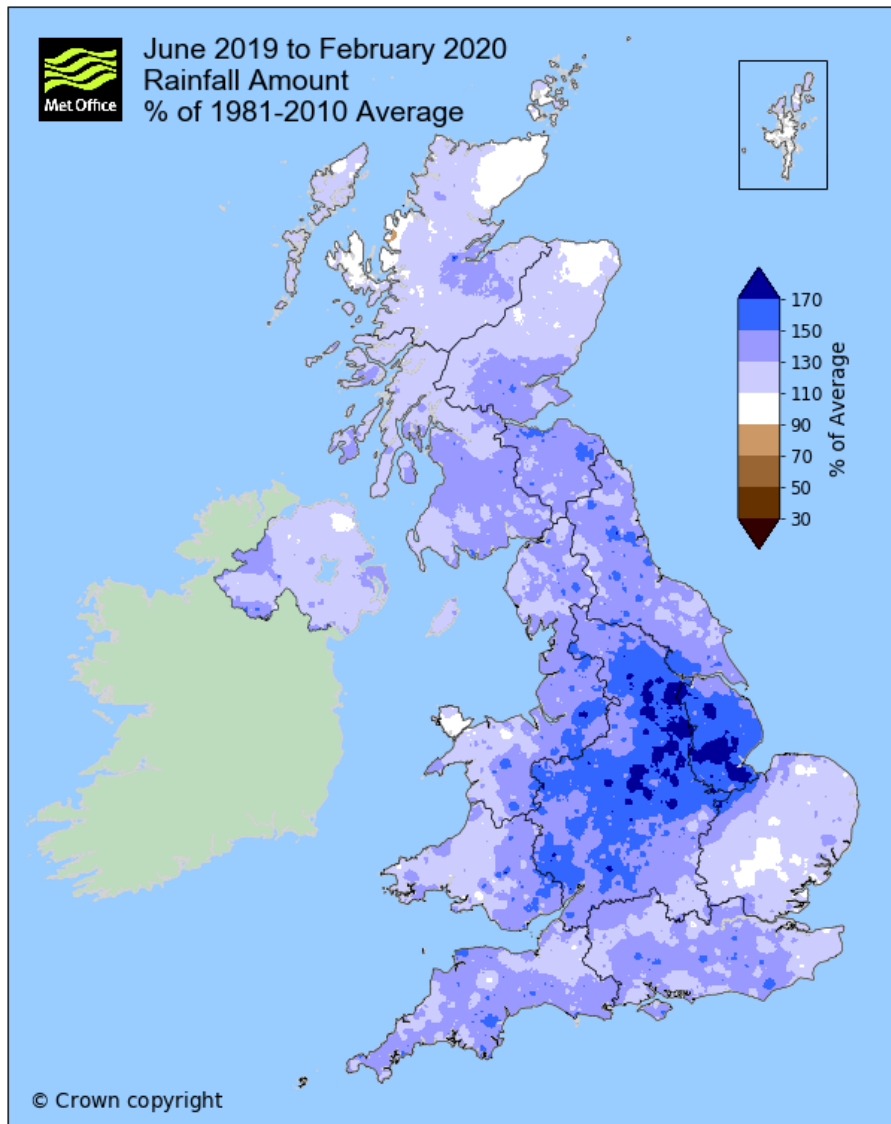 June 2019 to February 2020
Rainfall Amount
% of 1981-2010 Average
Met Office
170
150
130
110
90
70
50
30
% of Average
© Crown copyright